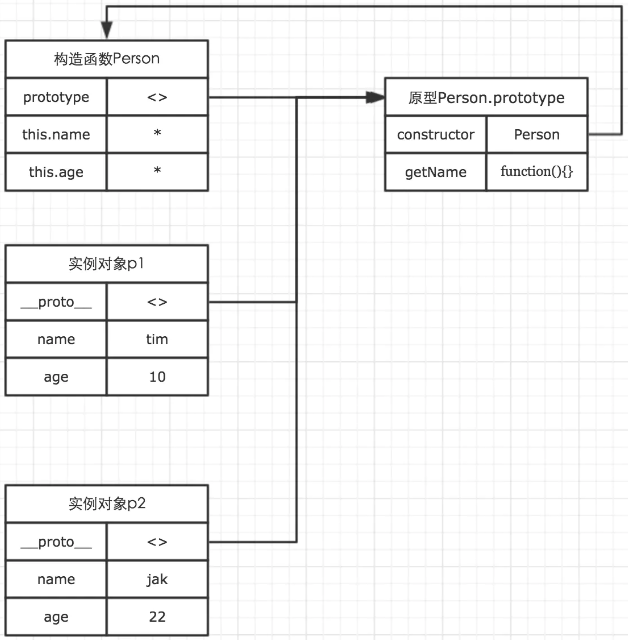 构造函数Person
prototype <>
this.name *
this.age *
原型Person.prototype
constructor Person
getName function(){}
实例对象p1
__proto__ <>
name tim
age 10
实例对象p2
__proto__ <>
name jak
age 22